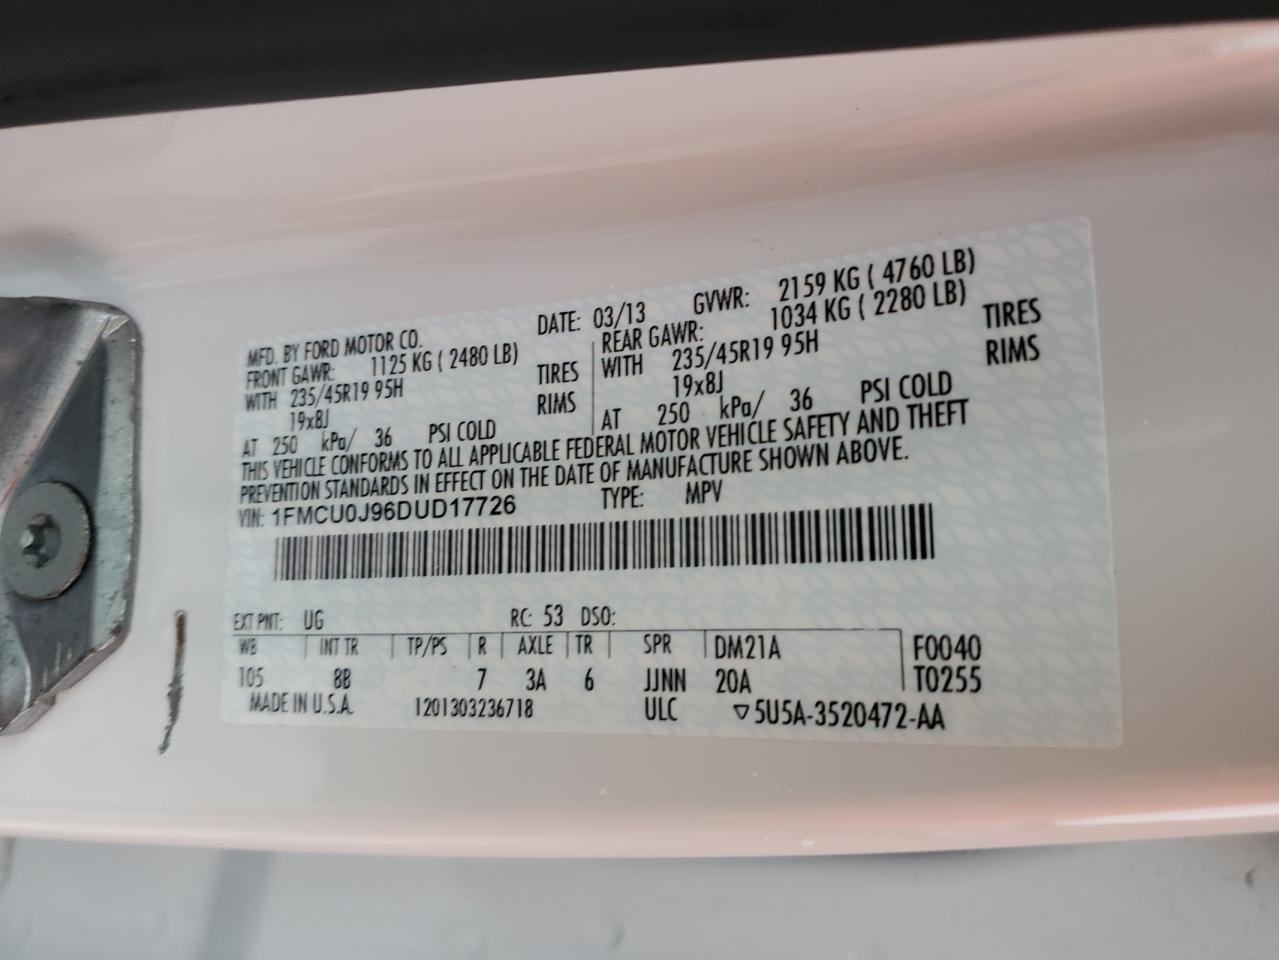 MFD. BY FORD MOTOR CO.
DATE: 03/13 GVWR: 2159 KG ( 4760 LB)
FRONT GAWR: 1125 KG ( 2480 LB)
REAR GAWR: 1034 KG ( 2280 LB)
WITH 235/45R19 95H TIRES
WITH 235/45R19 95H TIRES
19x8J RIMS
19x8J RIMS
AT 250 kPa/ 36 PSI COLD
AT 250 kPa/ 36 PSI COLD
THIS VEHICLE CONFORMS TO ALL APPLICABLE FEDERAL MOTOR VEHICLE SAFETY AND THEFT
PREVENTION STANDARDS IN EFFECT ON THE DATE OF MANUFACTURE SHOWN ABOVE.
VIN: 1FMCU0J96DUD17726 TYPE: MPV
EXT PNT: UG RC: 53 DSO:
WB INT TR TP/PS R AXLE TR SPR DM21A F0040
105 8B 7 3A 6 JJNN 20A T0255
MADE IN U.S.A. 1201303236718 ULC ▽5U5A-3520472-AA